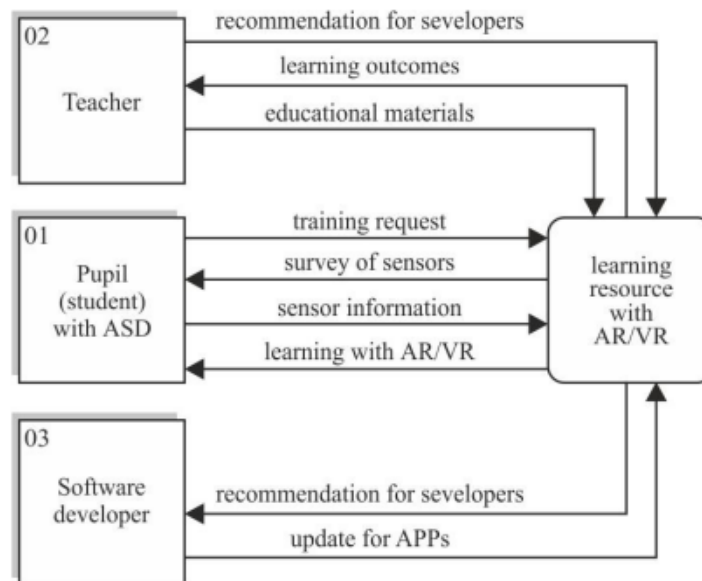 recommendation for sevelopers
02
learning outcomes
Teacher
educational materials
training request
01
survey of sensors
Pupil
(student)
with ASD
sensor information
learning with AR/VR
learning
resource
with
AR/VR
03
Software
developer
recommendation for sevelopers
update for APPs